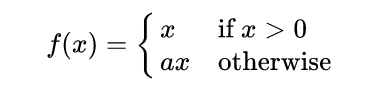 f(x) = { x if x > 0
ax otherwise